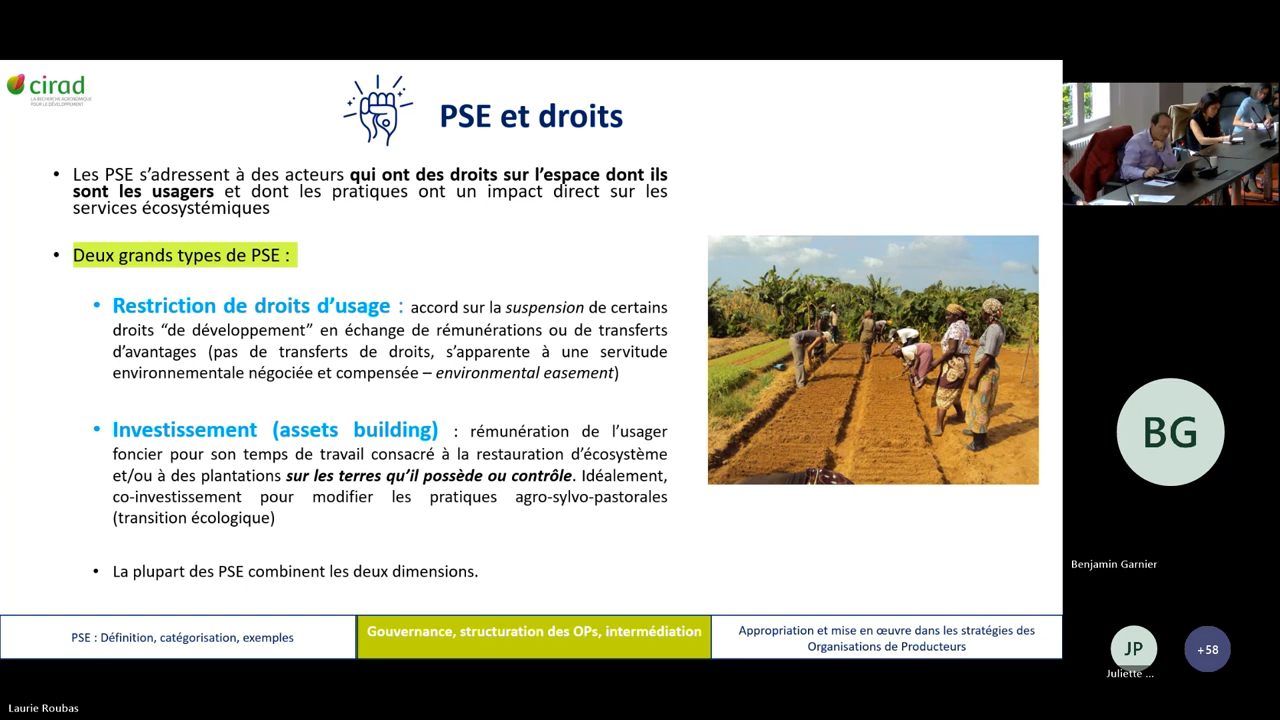 cirad
LA RECHERCHE AGRONOMIQUE
POUR LE DÉVELOPPEMENT
PSE et droits
• Les PSE s’adressent à des acteurs qui ont des droits sur l’espace dont ils
sont les usagers et dont les pratiques ont un impact direct sur les
services écosystémiques
• Deux grands types de PSE :
• Restriction de droits d’usage : accord sur la suspension de certains
droits “de développement” en échange de rémunérations ou de transferts
d’avantages (pas de transferts de droits, s’apparente à une servitude
environnementale négociée et compensée – environmental easement)
• Investissement (assets building) : rémunération de l’usager
foncier pour son temps de travail consacré à la restauration d’écosystème
et/ou à des plantations sur les terres qu’il possède ou contrôle. Idéalement,
co-investissement pour modifier les pratiques agro-sylvo-pastorales
(transition écologique)
• La plupart des PSE combinent les deux dimensions.
PSE : Définition, catégorisation, exemples
Gouvernance, structuration des OPs, intermédiation
Appropriation et mise en œuvre dans les stratégies des
Organisations de Producteurs
BG
Benjamin Garnier
JP
Juliette ...
+58
Laurie Roubas